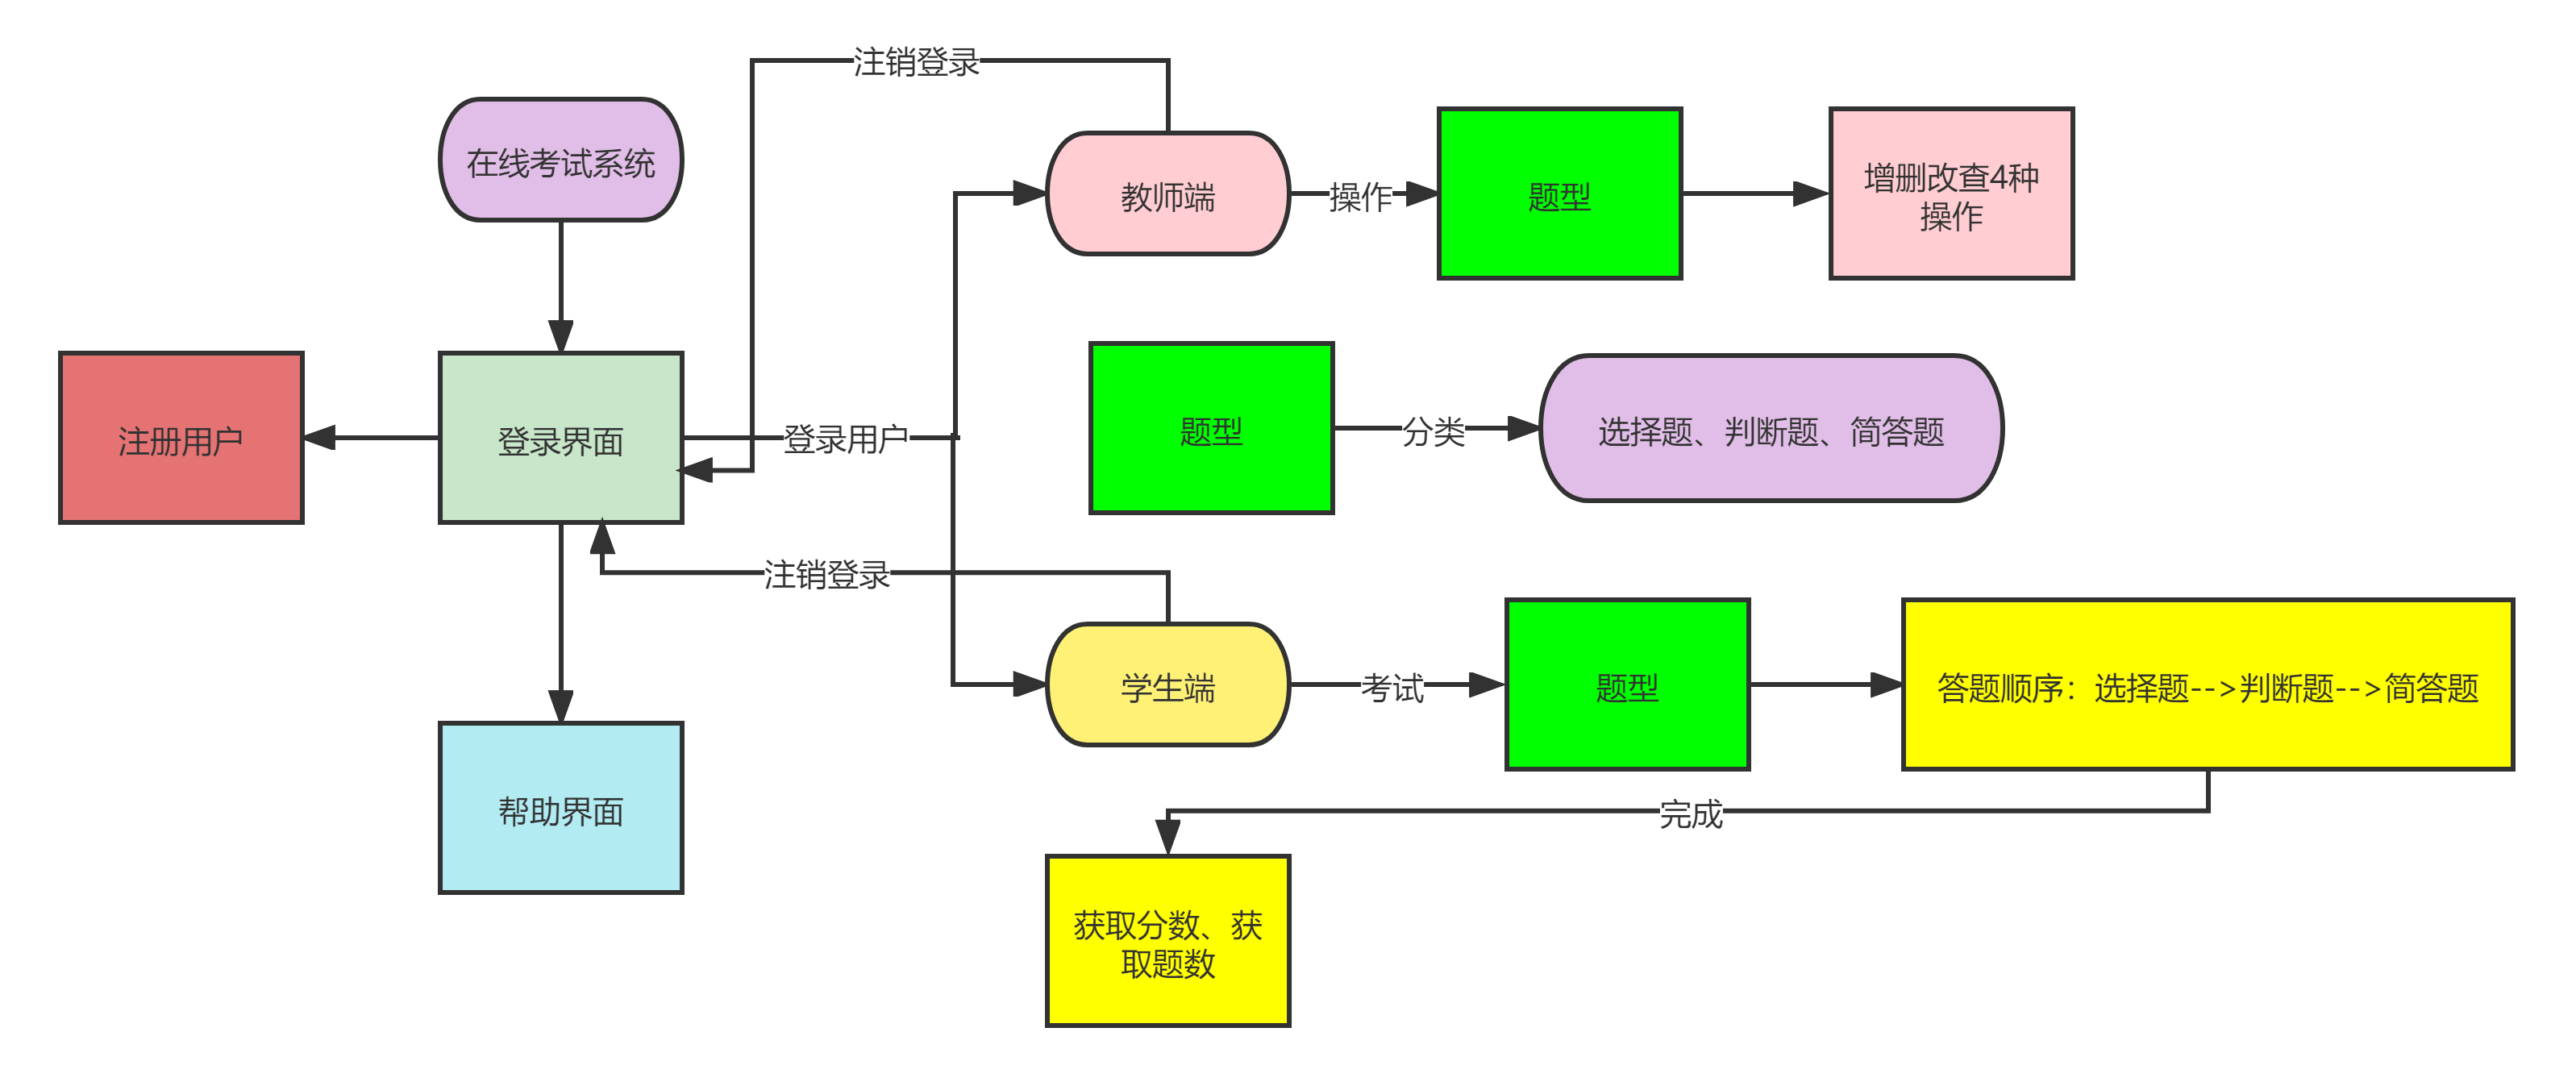 注销登录
在线考试系统
教师端
操作
题型
增删改查4种
操作
注册用户
登录界面
登录用户
题型
分类
选择题、判断题、简答题
注销登录
学生端
考试
题型
答题顺序：选择题-->判断题-->简答题
帮助界面
完成
获取分数、获
取题数